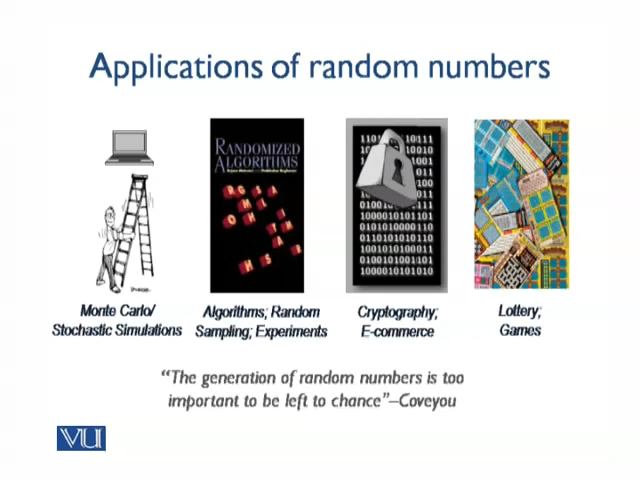 Applications of random numbers
RANDOMIZED
ALGORITHMS
Monte Carlo/
Stochastic Simulations
Algorithms; Random
Sampling; Experiments
Cryptography;
E-commerce
Lottery;
Games
“The generation of random numbers is too
important to be left to chance”–Coveyou
VU